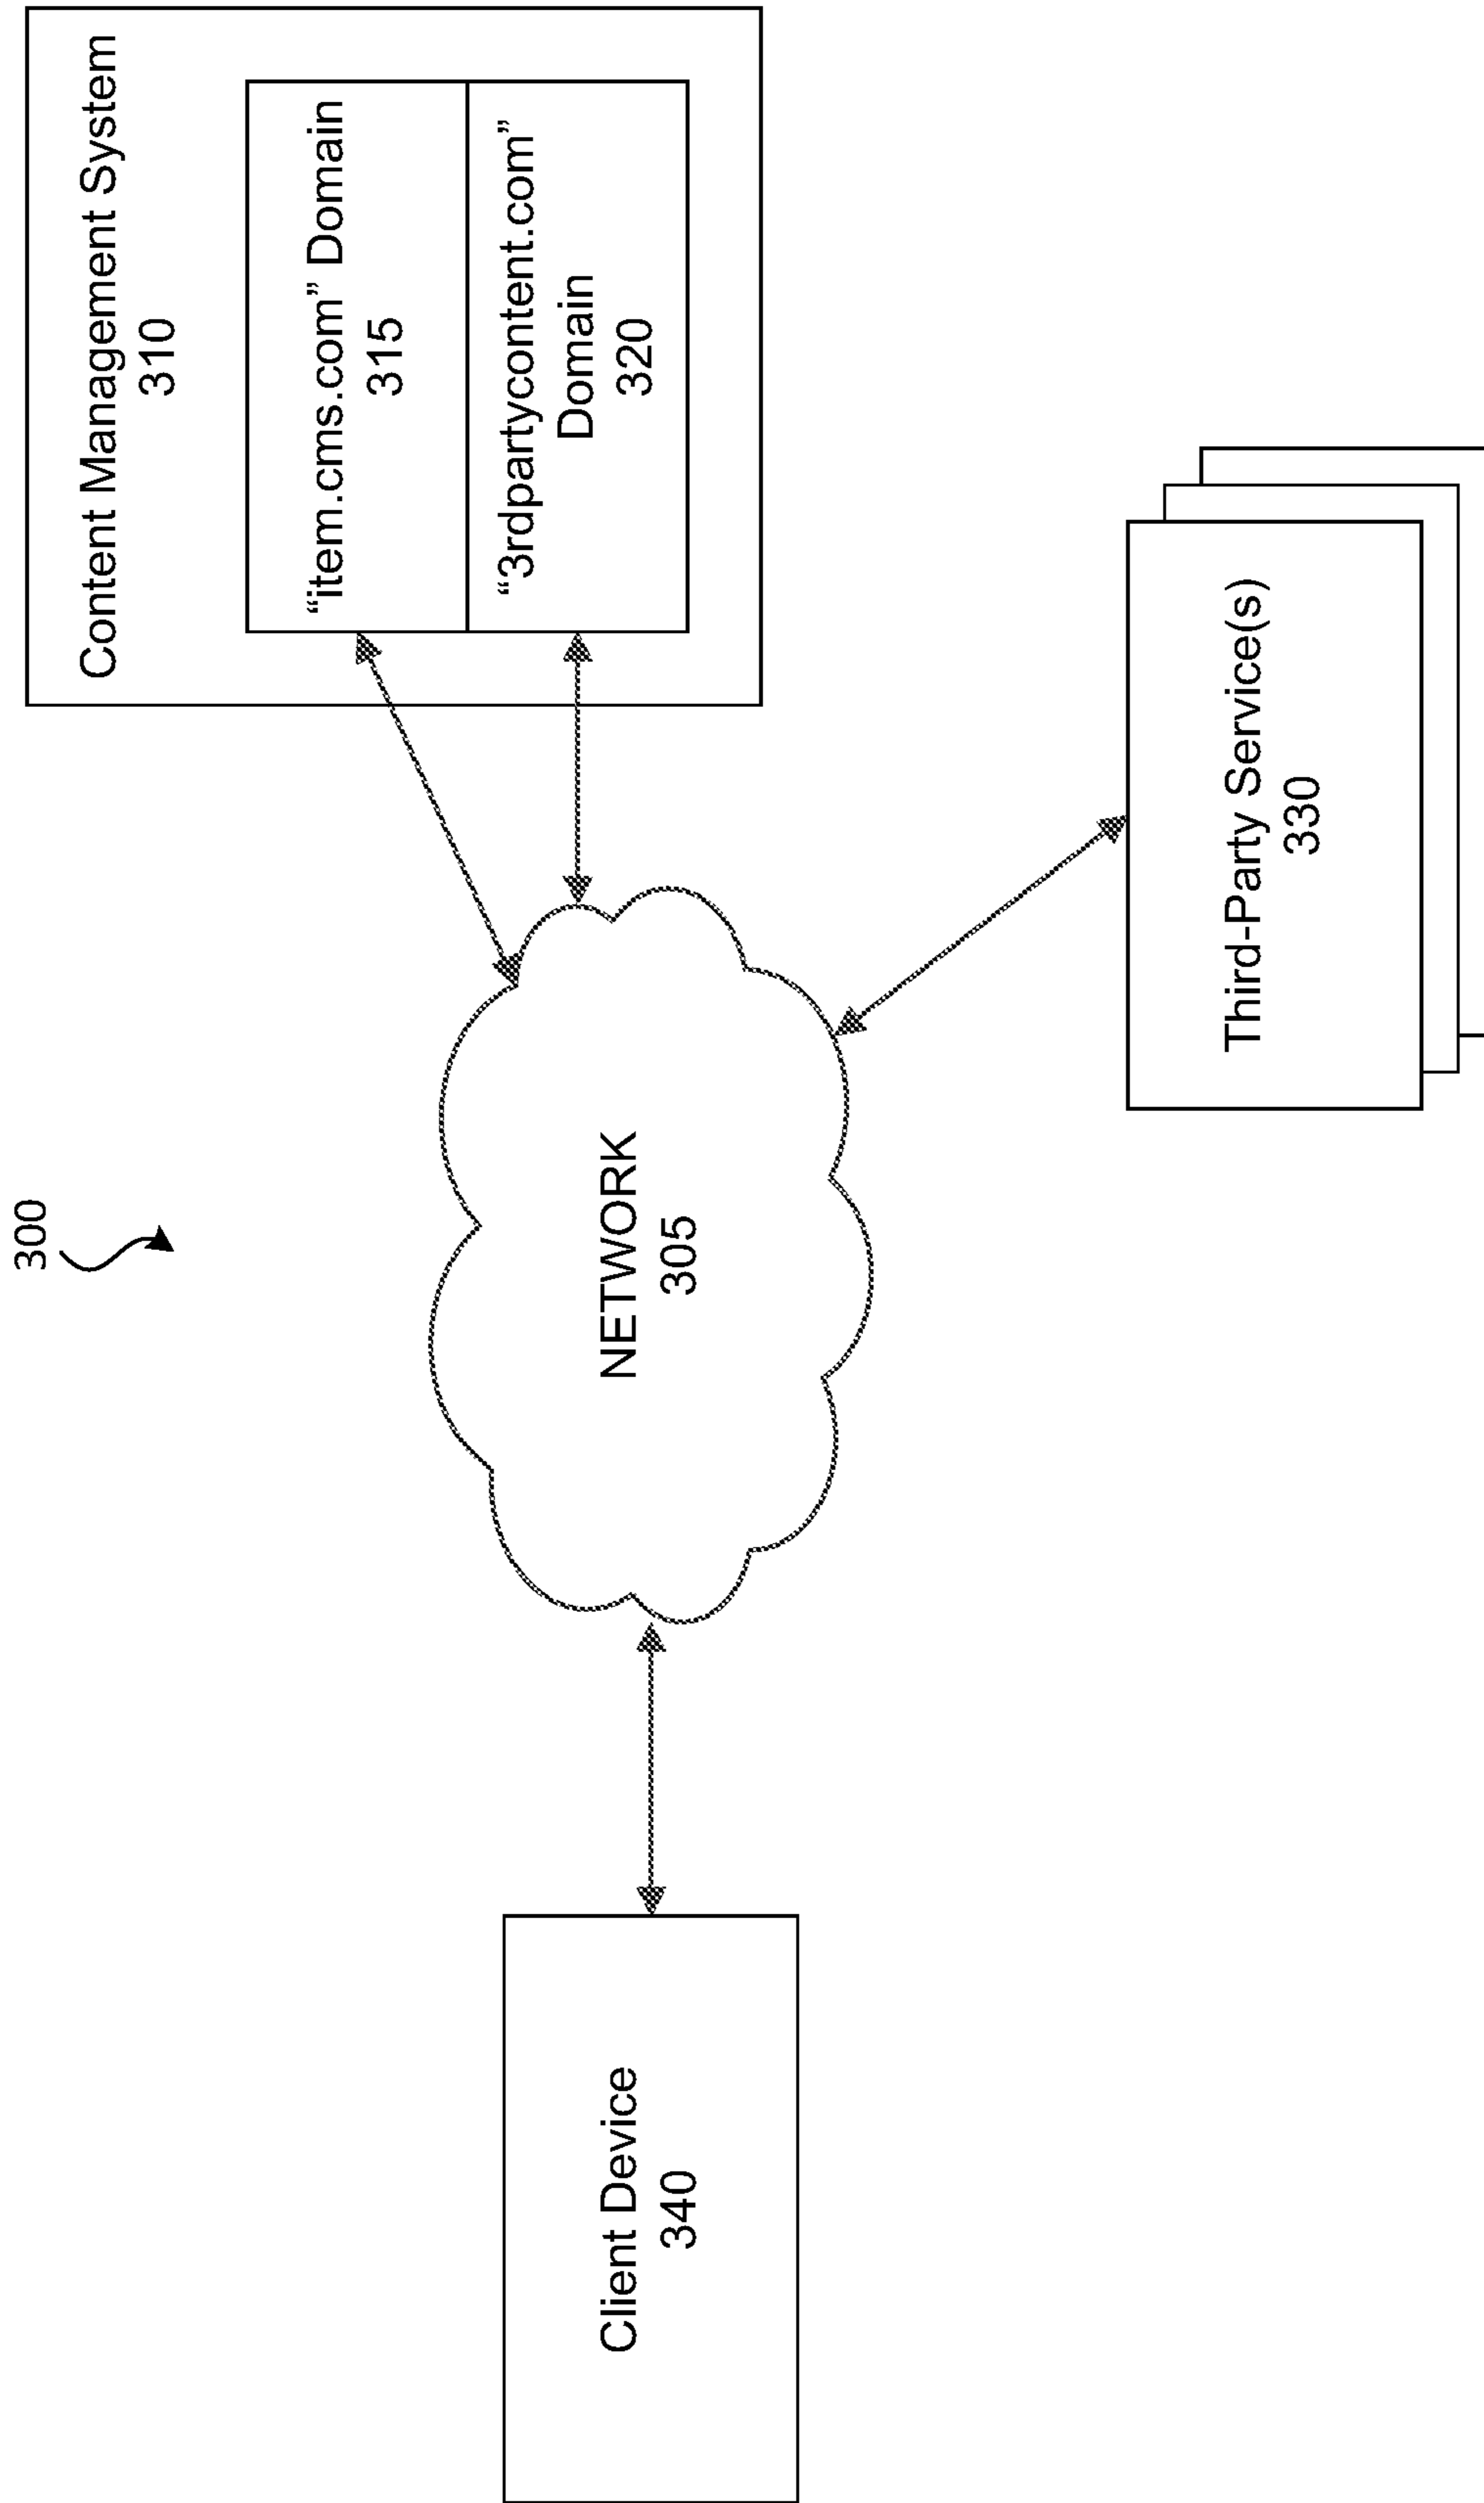 300
Content Management System
310
“item.cms.com” Domain
315
“3rdpartycontent.com”
Domain
320
NETWORK
305
Client Device
340
Third-Party Service(s)
330